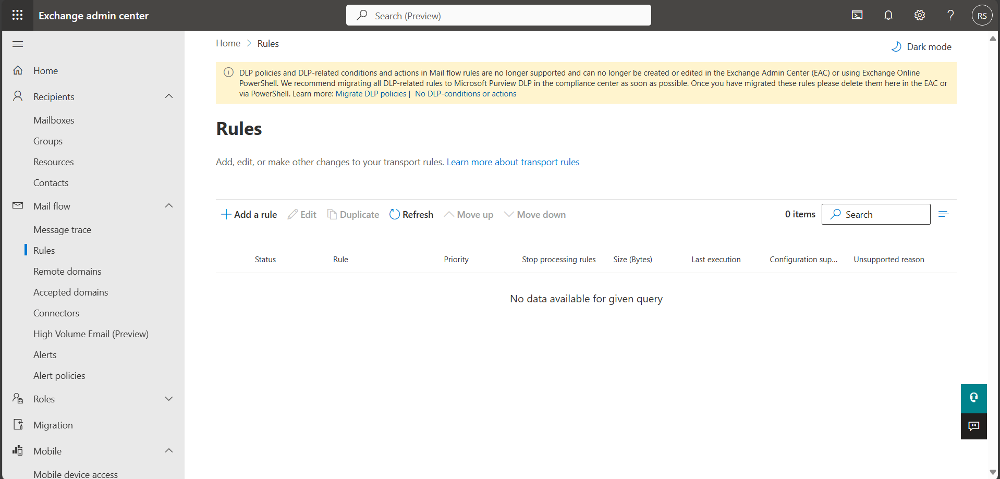 Exchange admin center
Search (Preview)
RS
Home > Rules
Dark mode
DLP policies and DLP-related conditions and actions in Mail flow rules are no longer supported and can no longer be created or edited in the Exchange Admin Center (EAC) or using Exchange Online
PowerShell. We recommend migrating all DLP-related rules to Microsoft Purview DLP in the compliance center as soon as possible. Once you have migrated these rules please delete them here in the EAC or
via PowerShell. Learn more: Migrate DLP policies | No DLP-conditions or actions
Home
Recipients
Mailboxes
Groups
Resources
Contacts
Mail flow
Message trace
Rules
Remote domains
Accepted domains
Connectors
High Volume Email (Preview)
Alerts
Alert policies
Roles
Migration
Mobile
Mobile device access
Rules
Add, edit, or make other changes to your transport rules. Learn more about transport rules
Add a rule Edit Duplicate Refresh Move up Move down 0 items Search
Status Rule Priority Stop processing rules Size (Bytes) Last execution Configuration sup... Unsupported reason
No data available for given query